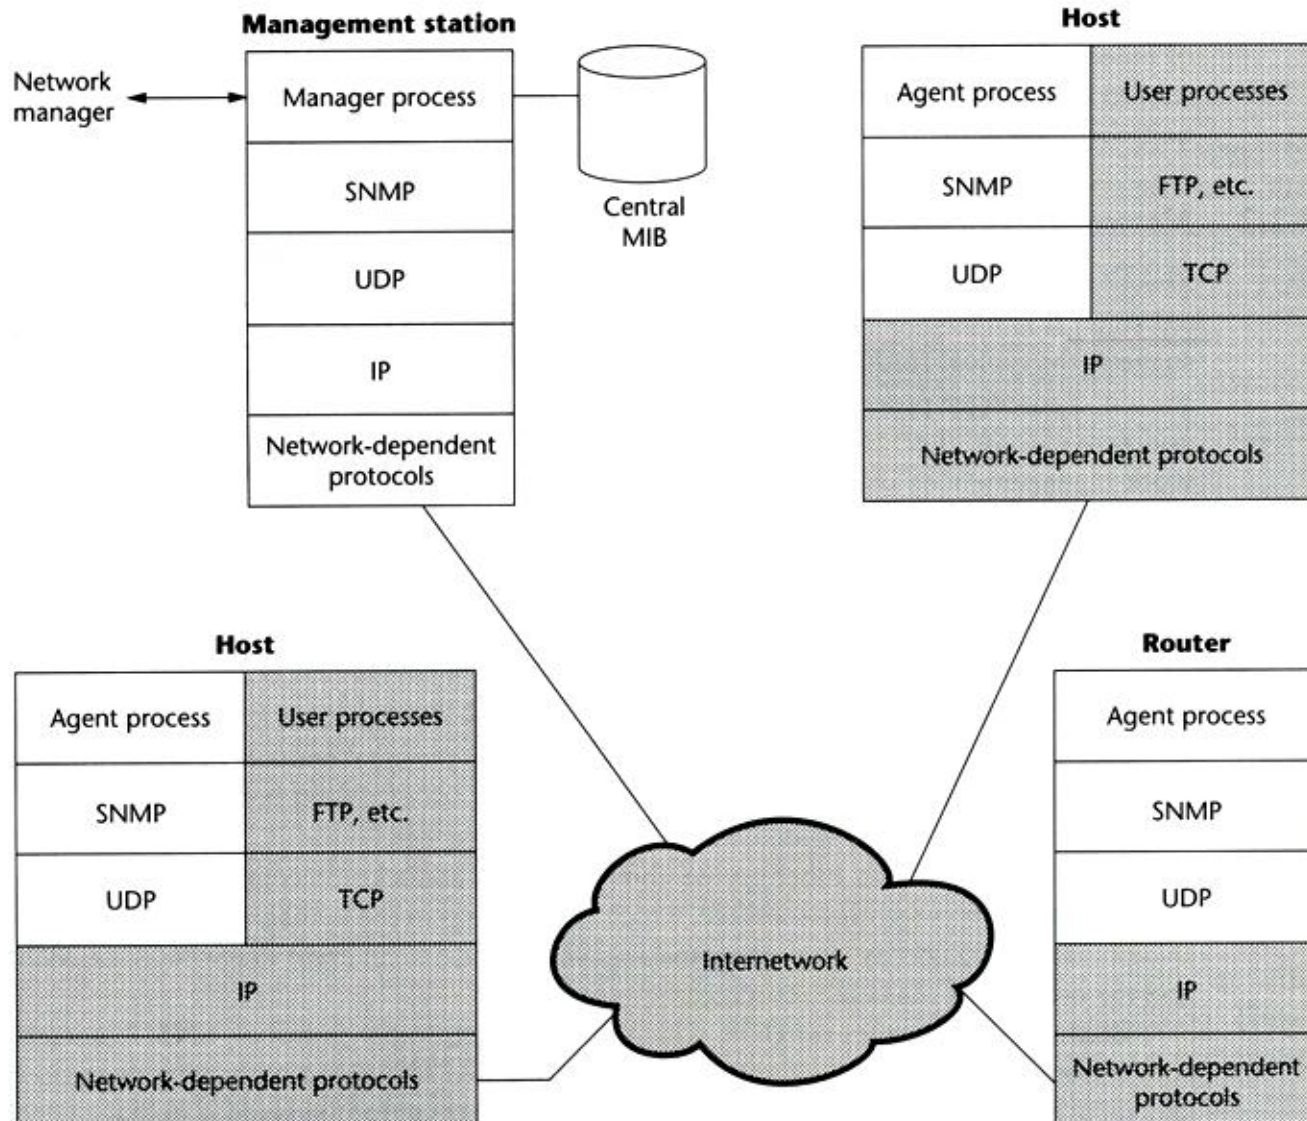 Management station
Network
manager
Manager process
SNMP
UDP
IP
Network-dependent
protocols
Central
MIB
Host
Agent process
User processes
SNMP
FTP, etc.
UDP
TCP
IP
Network-dependent protocols
Host
Agent process
User processes
SNMP
FTP, etc.
UDP
TCP
IP
Network-dependent protocols
Internetwork
Router
Agent process
SNMP
UDP
IP
Network-dependent
protocols